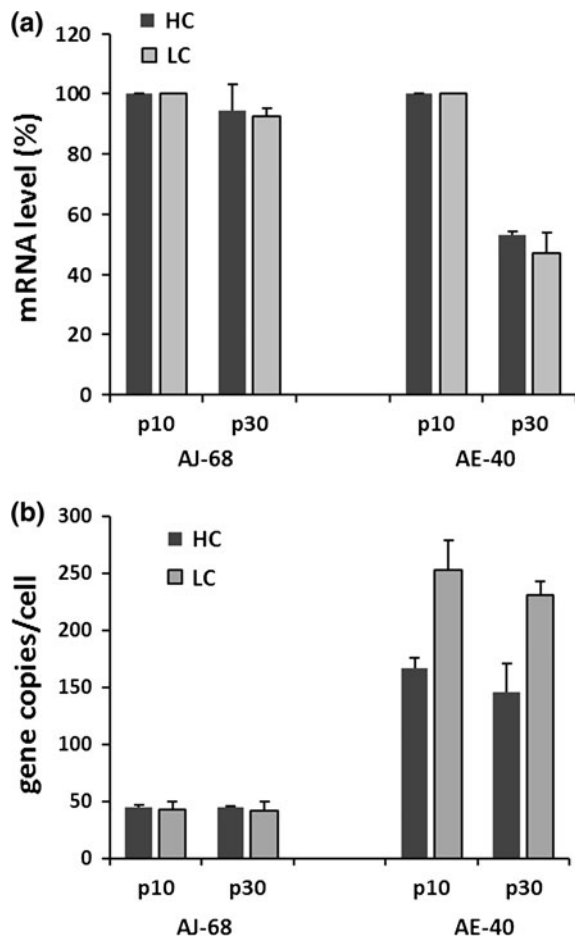 (a)
HC
LC
mRNA level (%)
120
100
80
60
40
20
0
p10 p30 p10 p30
AJ-68 AE-40
(b)
HC
LC
gene copies/cell
300
250
200
150
100
50
0
p10 p30 p10 p30
AJ-68 AE-40